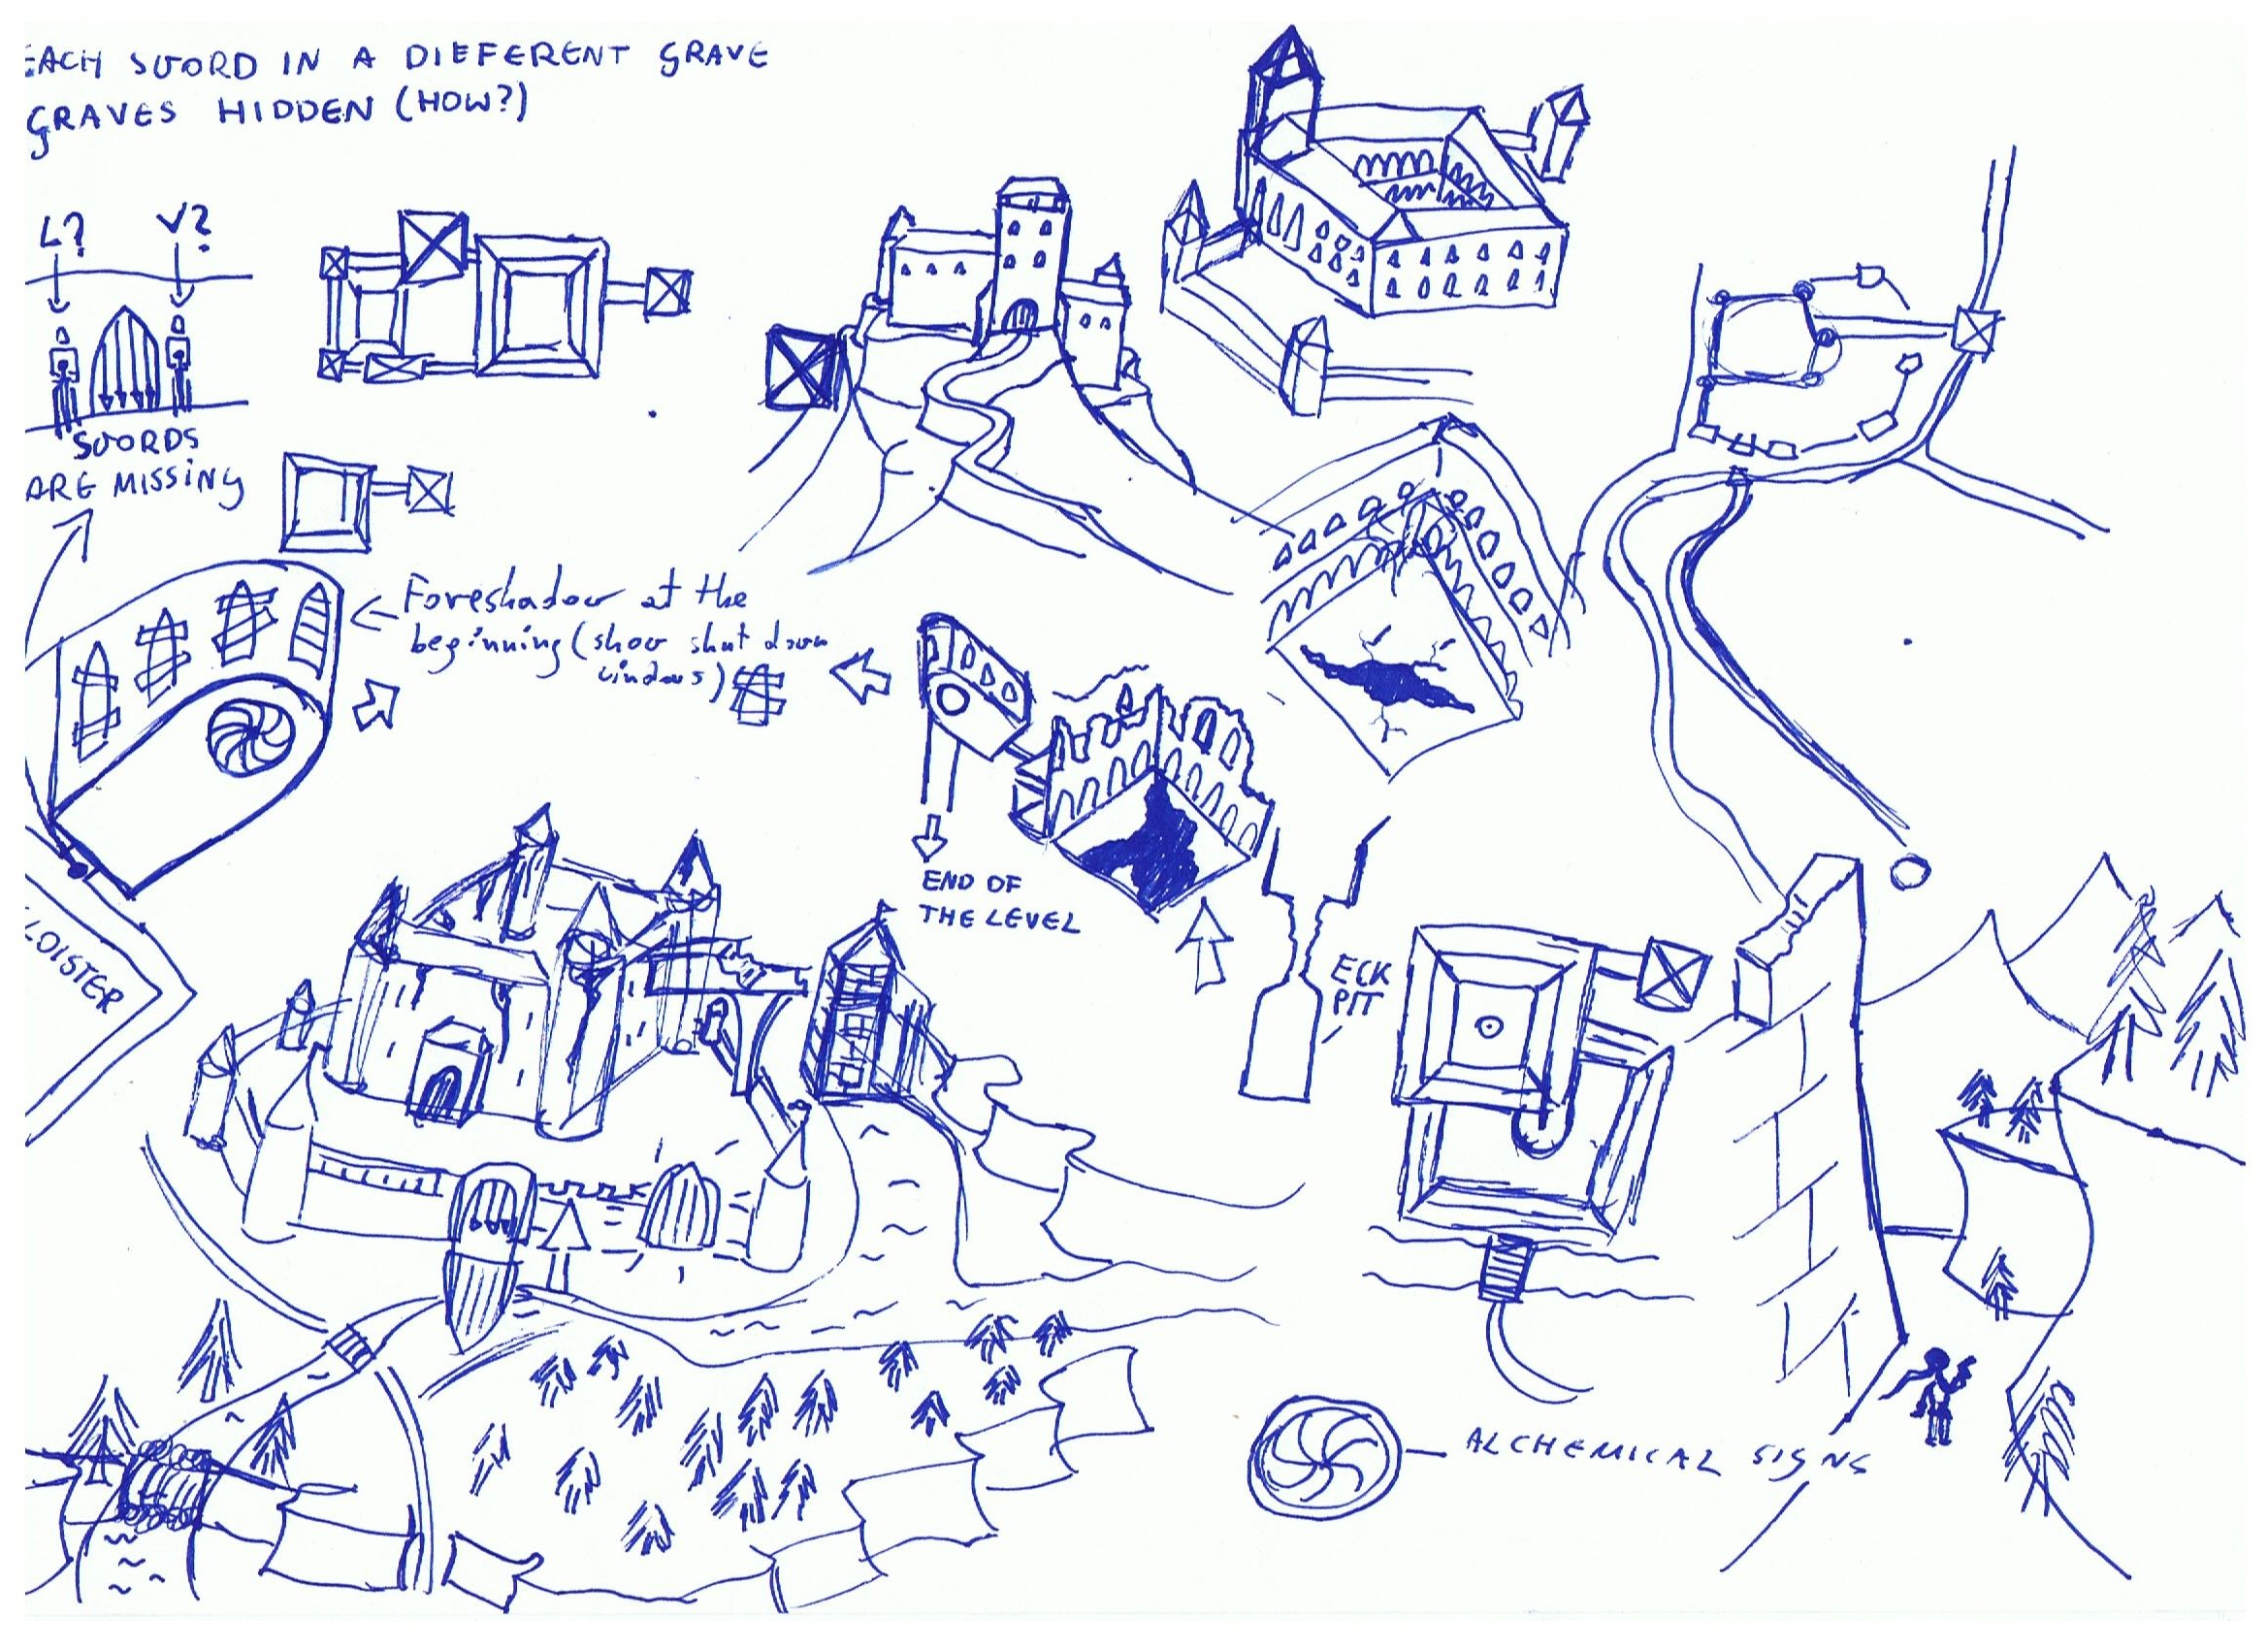 EACH SWORD IN A DIFFERENT GRAVE
GRAVES HIDDEN (HOW?)
L? V?
SWORDS
ARE MISSING
Foreshadow at the
beginning (show shut down
windows)
END OF
THE LEVEL
CLOISTER
ECK
PIT
ALCHEMICAL SIGNS